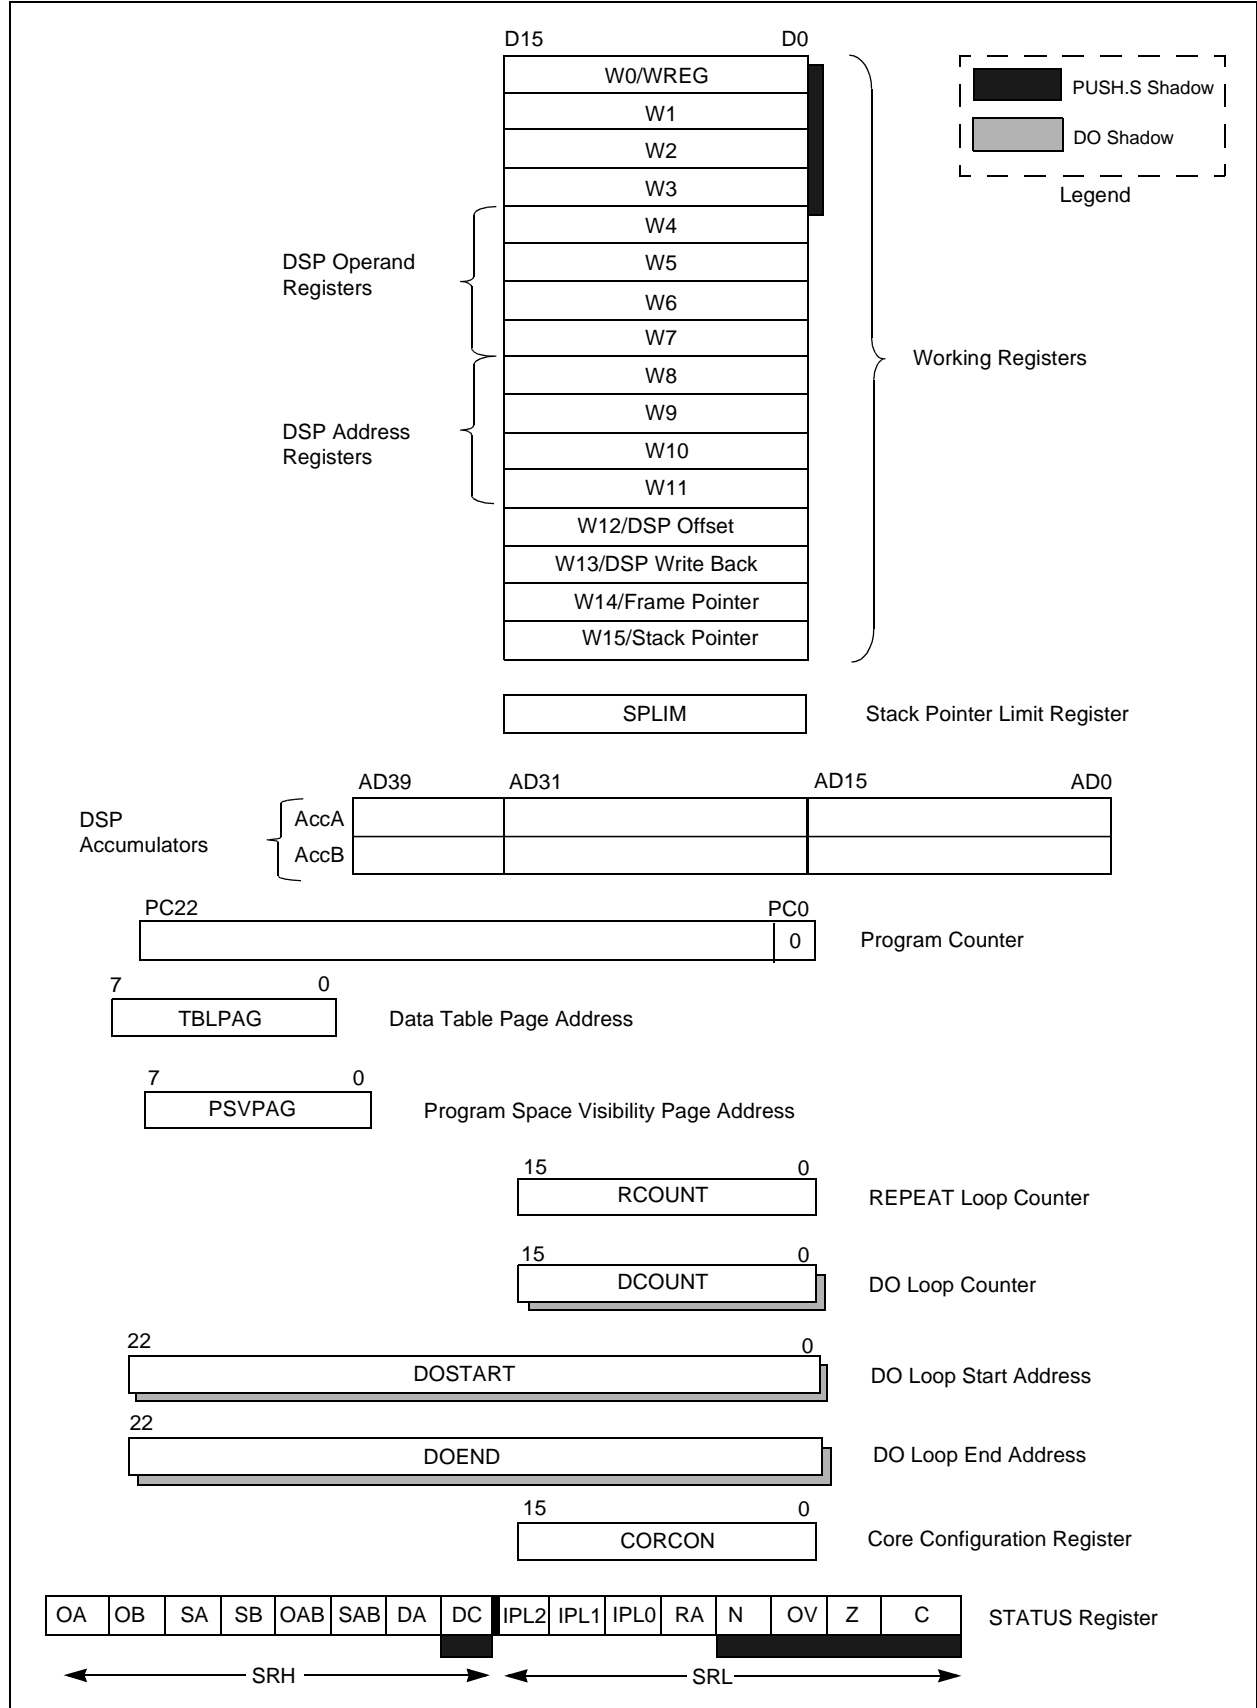 D15 D0
W0/WREG
PUSH.S Shadow
W1
DO Shadow
W2
W3
Legend
W4
DSP Operand
Registers
W5
W6
W7
Working Registers
W8
W9
DSP Address
Registers
W10
W11
W12/DSP Offset
W13/DSP Write Back
W14/Frame Pointer
W15/Stack Pointer
SPLIM Stack Pointer Limit Register
AD39 AD31 AD15 AD0
DSP
Accumulators
AccA
AccB
PC22 PC0
0 Program Counter
7 0
TBLPAG Data Table Page Address
7 0
PSVPAG Program Space Visibility Page Address
15 0
RCOUNT REPEAT Loop Counter
15 0
DCOUNT DO Loop Counter
22 0
DOSTART DO Loop Start Address
22
DOEND DO Loop End Address
15 0
CORCON Core Configuration Register
OA OB SA SB OAB SAB DA DC IPL2 IPL1 IPL0 RA N OV Z C STATUS Register
SRH SRL